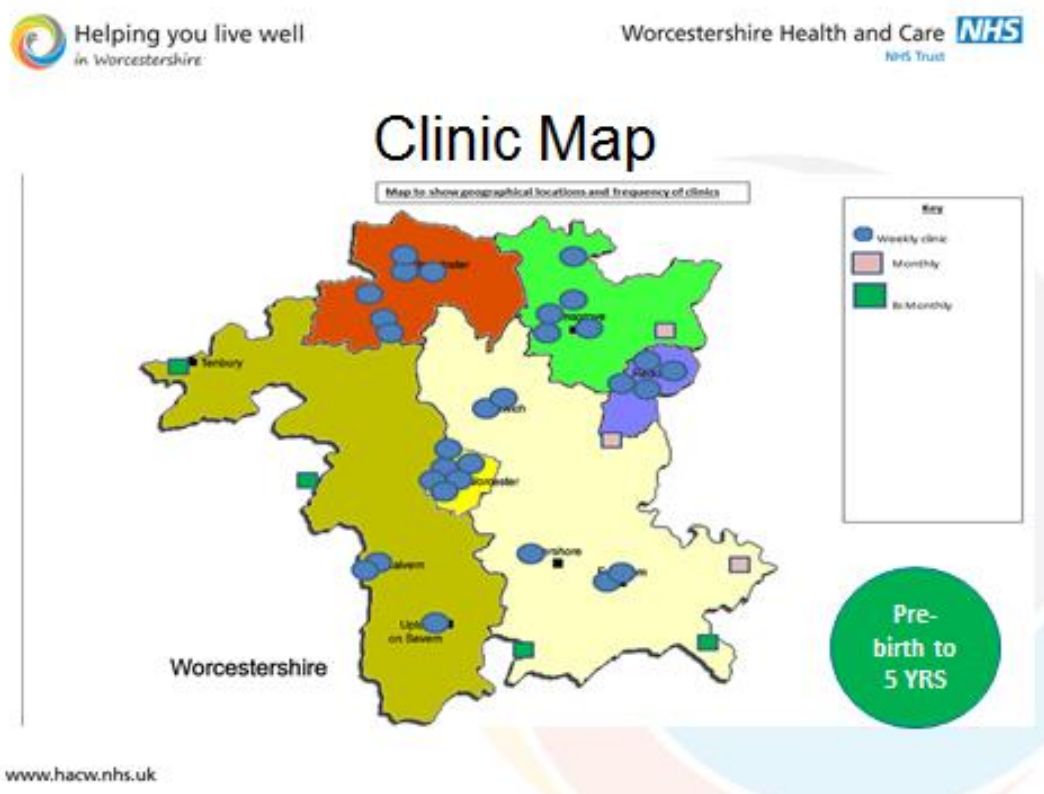 Helping you live well
in Worcestershire
Worcestershire Health and Care NHS
NHS Trust
Clinic Map
Map to show geographical locations and frequency of clinics
Key
Weekly clinic
Monthly
Bi Monthly
Tenbury
on Severn
Worcestershire
Pre-
birth to
5 YRS
www.hacw.nhs.uk